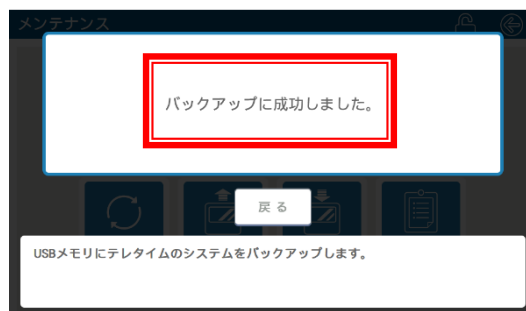 メンテナンス
バックアップに成功しました。
戻る
USBメモリにテレタイムのシステムをバックアップします。